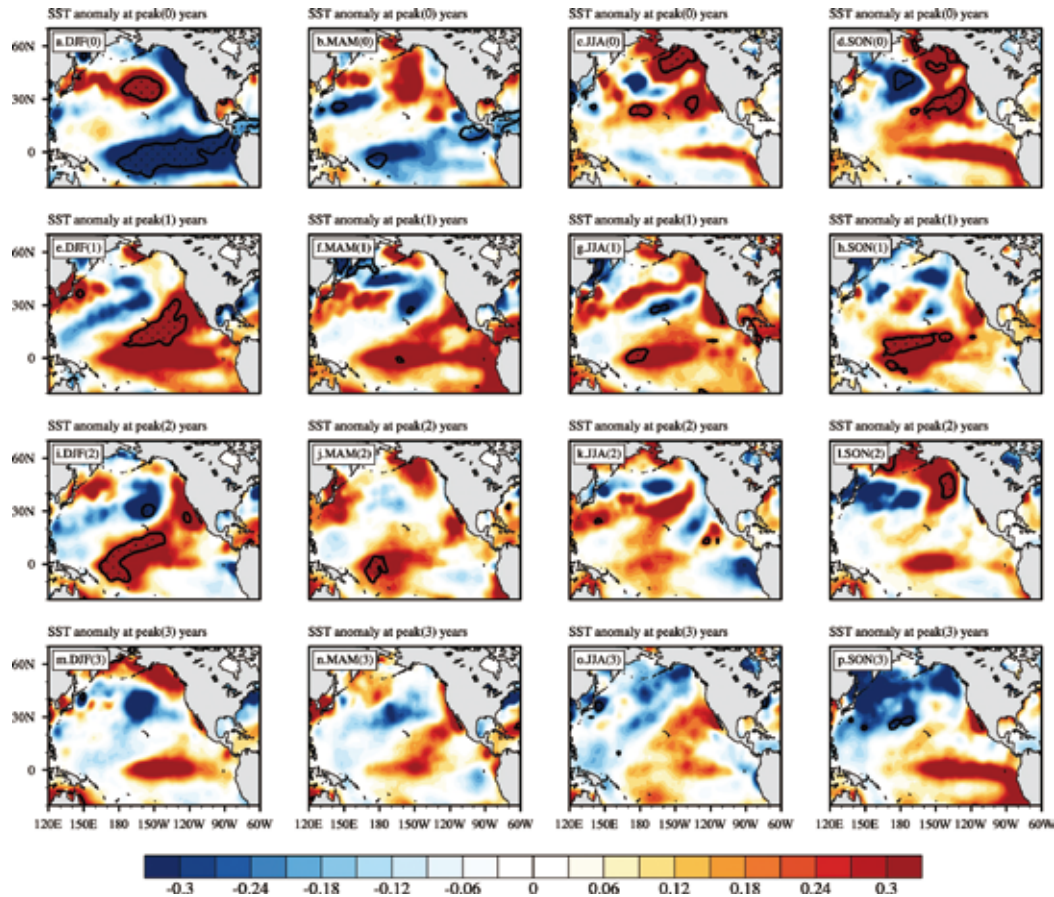 SST anomaly at peak(0) years SST anomaly at peak(0) years SST anomaly at peak(0) years SST anomaly at peak(0) years
60N a.DJF(0) b.MAM(0) c.JJA(0) d.SON(0)
30N
0
SST anomaly at peak(1) years SST anomaly at peak(1) years SST anomaly at peak(1) years SST anomaly at peak(1) years
60N e.DJF(1) f.MAM(1) g.JJA(1) h.SON(1)
30N
0
SST anomaly at peak(2) years SST anomaly at peak(2) years SST anomaly at peak(2) years SST anomaly at peak(2) years
60N i.DJF(2) j.MAM(2) k.JJA(2) l.SON(2)
30N
0
SST anomaly at peak(3) years SST anomaly at peak(3) years SST anomaly at peak(3) years SST anomaly at peak(3) years
60N m.DJF(3) n.MAM(3) o.JJA(3) p.SON(3)
30N
0
120E 150E 180 150W 120W 90W 60W 120E 150E 180 150W 120W 90W 60W 120E 150E 180 150W 120W 90W 60W 120E 150E 180 150W 120W 90W 60W
-0.3 -0.24 -0.18 -0.12 -0.06 0 0.06 0.12 0.18 0.24 0.3